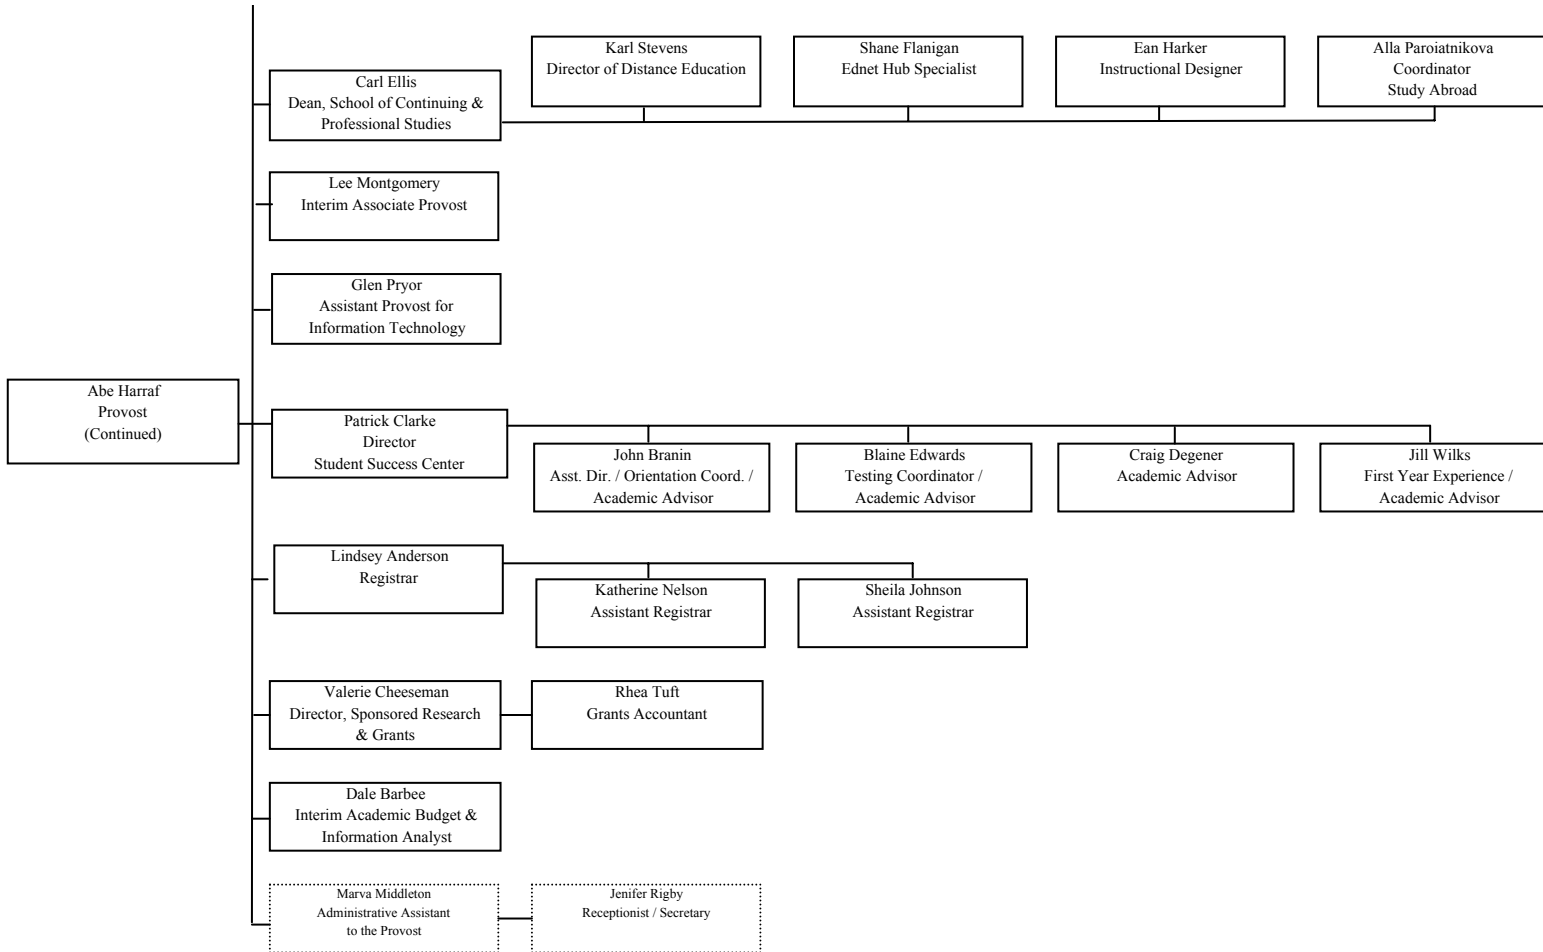 Karl Stevens
Director of Distance Education
Shane Flanigan
Ednet Hub Specialist
Ean Harker
Instructional Designer
Alla Paroiatnikova
Coordinator
Study Abroad
Carl Ellis
Dean, School of Continuing &
Professional Studies
Lee Montgomery
Interim Associate Provost
Glen Pryor
Assistant Provost for
Information Technology
Abe Harraf
Provost
(Continued)
Patrick Clarke
Director
Student Success Center
John Branin
Asst. Dir. / Orientation Coord. /
Academic Advisor
Blaine Edwards
Testing Coordinator /
Academic Advisor
Craig Degener
Academic Advisor
Jill Wilks
First Year Experience /
Academic Advisor
Lindsey Anderson
Registrar
Katherine Nelson
Assistant Registrar
Sheila Johnson
Assistant Registrar
Valerie Cheeseman
Director, Sponsored Research
& Grants
Rhea Tuft
Grants Accountant
Dale Barbee
Interim Academic Budget &
Information Analyst
Marva Middleton
Administrative Assistant
to the Provost
Jenifer Rigby
Receptionist / Secretary